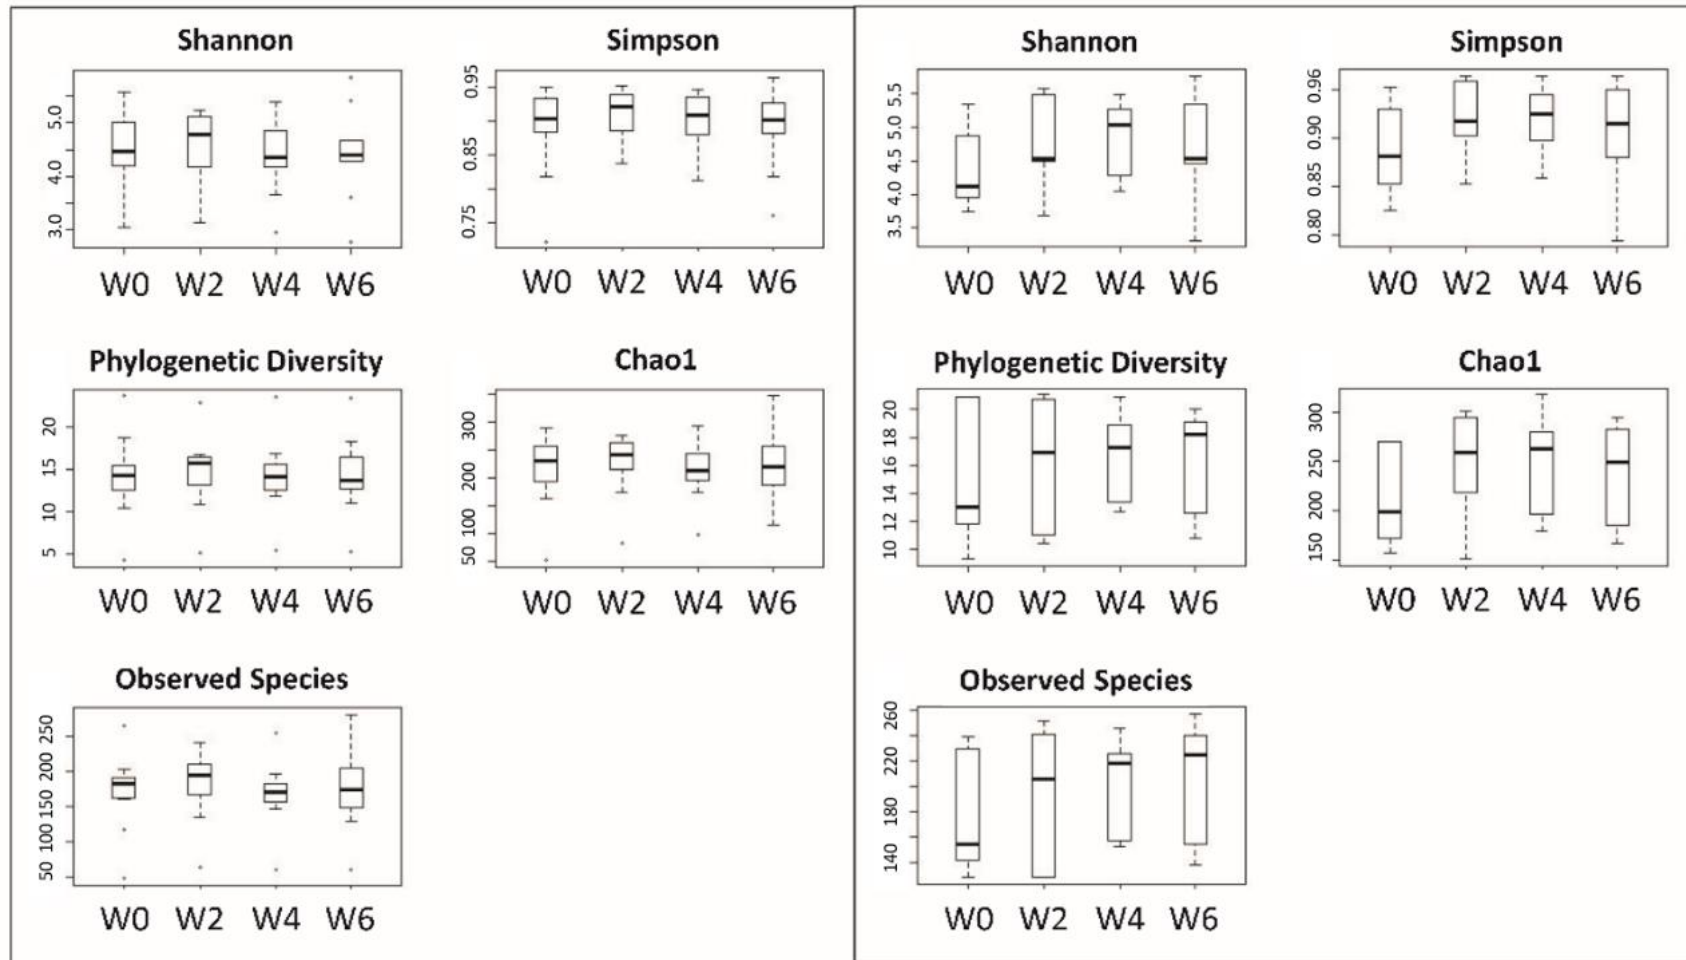 Shannon
3.0 4.0 5.0
W0 W2 W4 W6
Simpson
0.75 0.85 0.95
W0 W2 W4 W6
Phylogenetic Diversity
5 10 15 20
W0 W2 W4 W6
Chao1
50 100 200 300
W0 W2 W4 W6
Observed Species
50 100 150 200 250
W0 W2 W4 W6
Shannon
3.5 4.0 4.5 5.0 5.5
W0 W2 W4 W6
Simpson
0.80 0.85 0.90 0.96
W0 W2 W4 W6
Phylogenetic Diversity
10 12 14 16 18 20
W0 W2 W4 W6
Chao1
150 200 250 300
W0 W2 W4 W6
Observed Species
140 180 220 260
W0 W2 W4 W6